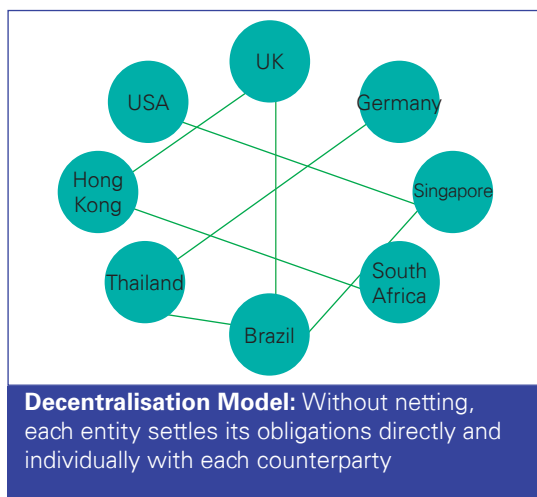 UK
USA
Germany
Hong
Kong
Singapore
Thailand
South
Africa
Brazil
Decentralisation Model: Without netting,
each entity settles its obligations directly and
individually with each counterparty